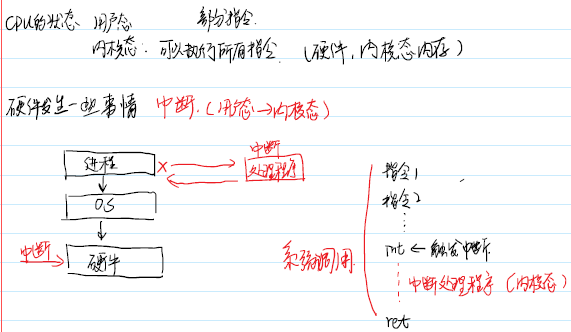 CPU的状态 用户态 部分指令.
内核态: 可以执行所有指令 (硬件, 内核态内存)
硬件发生一些事情 中断. (用户态→内核态)
进程
中断
处理程序
OS
中断
硬件
系统调用
指令1
指令2
int ← 触发中断.
中断处理程序 (内核态)
ret